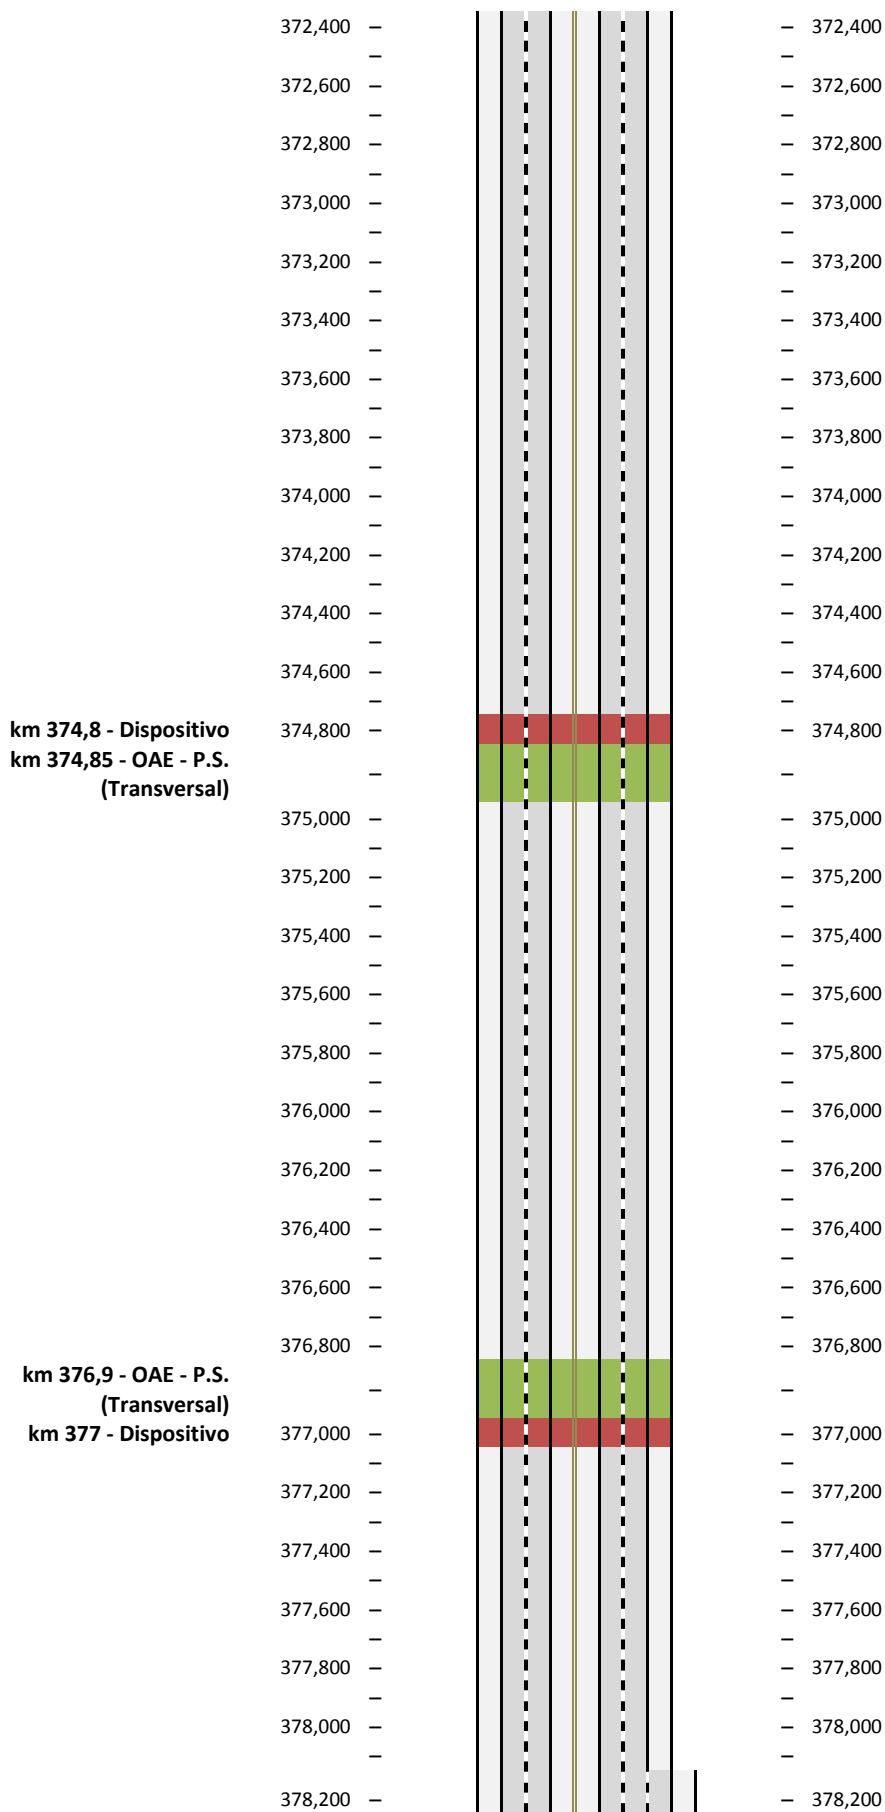 372,400 – – 372,400
– –
372,600 – – 372,600
– –
372,800 – – 372,800
– –
373,000 – – 373,000
– –
373,200 – – 373,200
– –
373,400 – – 373,400
– –
373,600 – – 373,600
– –
373,800 – – 373,800
– –
374,000 – – 374,000
– –
374,200 – – 374,200
– –
374,400 – – 374,400
– –
374,600 – – 374,600
– –
km 374,8 - Dispositivo 374,800 – – 374,800
km 374,85 - OAE - P.S.
(Transversal) – –
375,000 – – 375,000
– –
375,200 – – 375,200
– –
375,400 – – 375,400
– –
375,600 – – 375,600
– –
375,800 – – 375,800
– –
376,000 – – 376,000
– –
376,200 – – 376,200
– –
376,400 – – 376,400
– –
376,600 – – 376,600
– –
376,800 – – 376,800
km 376,9 - OAE - P.S. – –
(Transversal)
km 377 - Dispositivo 377,000 – – 377,000
– –
377,200 – – 377,200
– –
377,400 – – 377,400
– –
377,600 – – 377,600
– –
377,800 – – 377,800
– –
378,000 – – 378,000
– –
378,200 – – 378,200